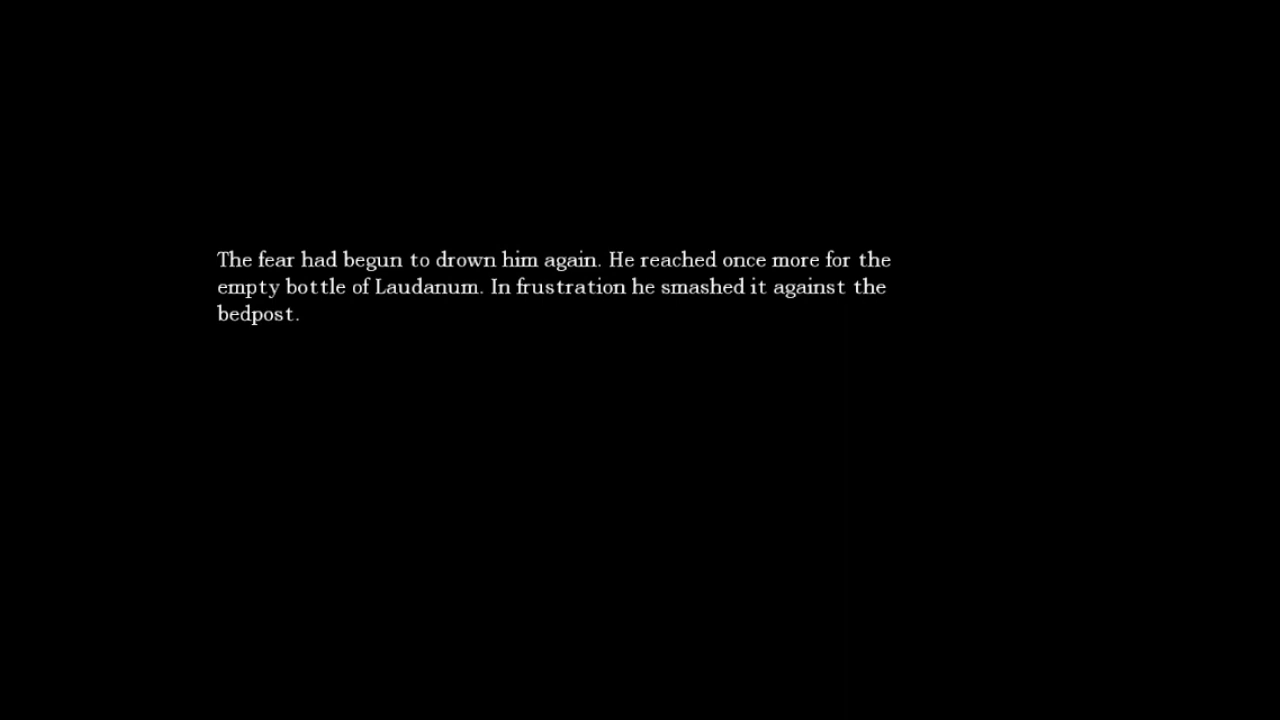 The fear had begun to drown him again. He reached once more for the
empty bottle of Laudanum. In frustration he smashed it against the
bedpost.